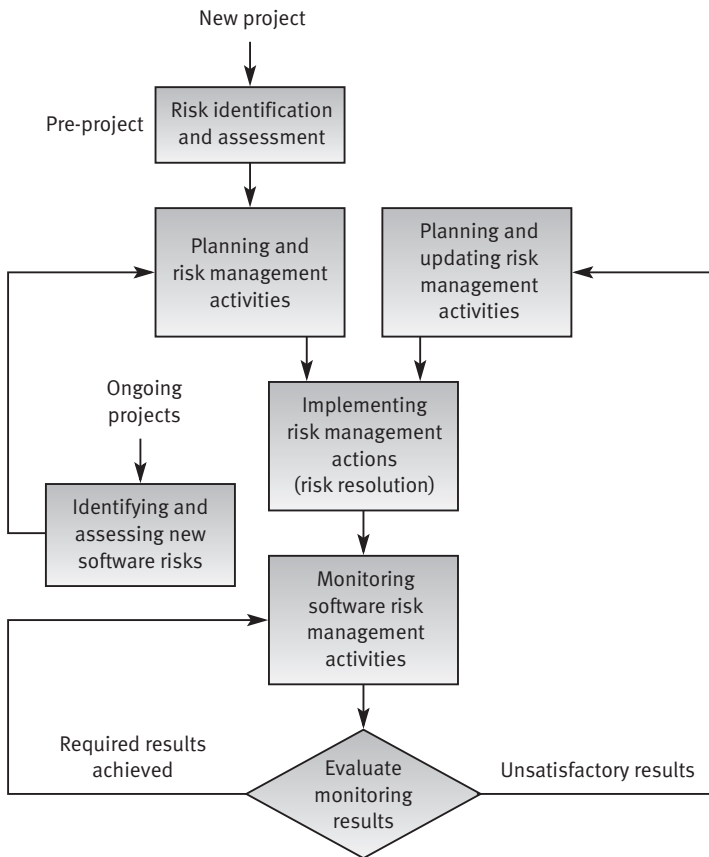 New project
Pre-project
Risk identification
and assessment
Planning and
risk management
activities
Planning and
updating risk
management
activities
Ongoing
projects
Implementing
risk management
actions
(risk resolution)
Identifying and
assessing new
software risks
Monitoring
software risk
management
activities
Required results
achieved
Evaluate
monitoring
results
Unsatisfactory results